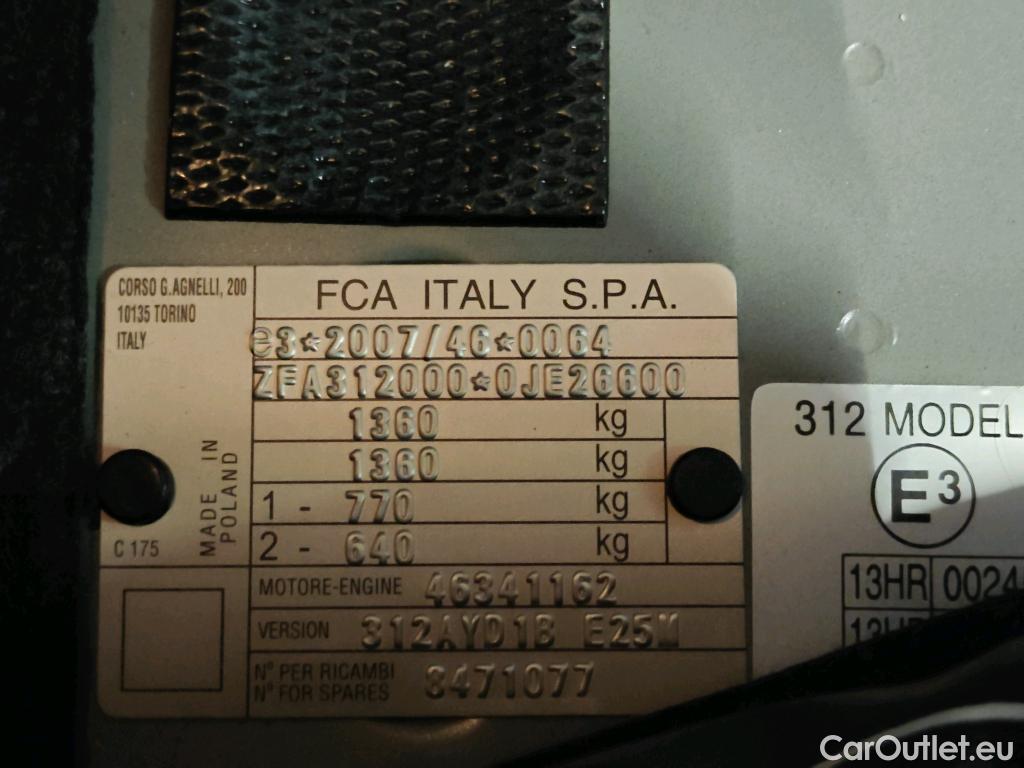 CORSO G.AGNELLI, 200
10135 TORINO
ITALY
FCA ITALY S.P.A.
e3*2007/46*0064
ZFA312000*0JE26600
1360 kg
1360 kg
1 - 770 kg
2 - 640 kg
MADE IN
POLAND
C 175
MOTORE-ENGINE 46341162
VERSION 312AYD1B E25M
Nº PER RICAMBI
Nº FOR SPARES 8471077
312 MODEL
E3
13HR 0024
CarOutlet.eu